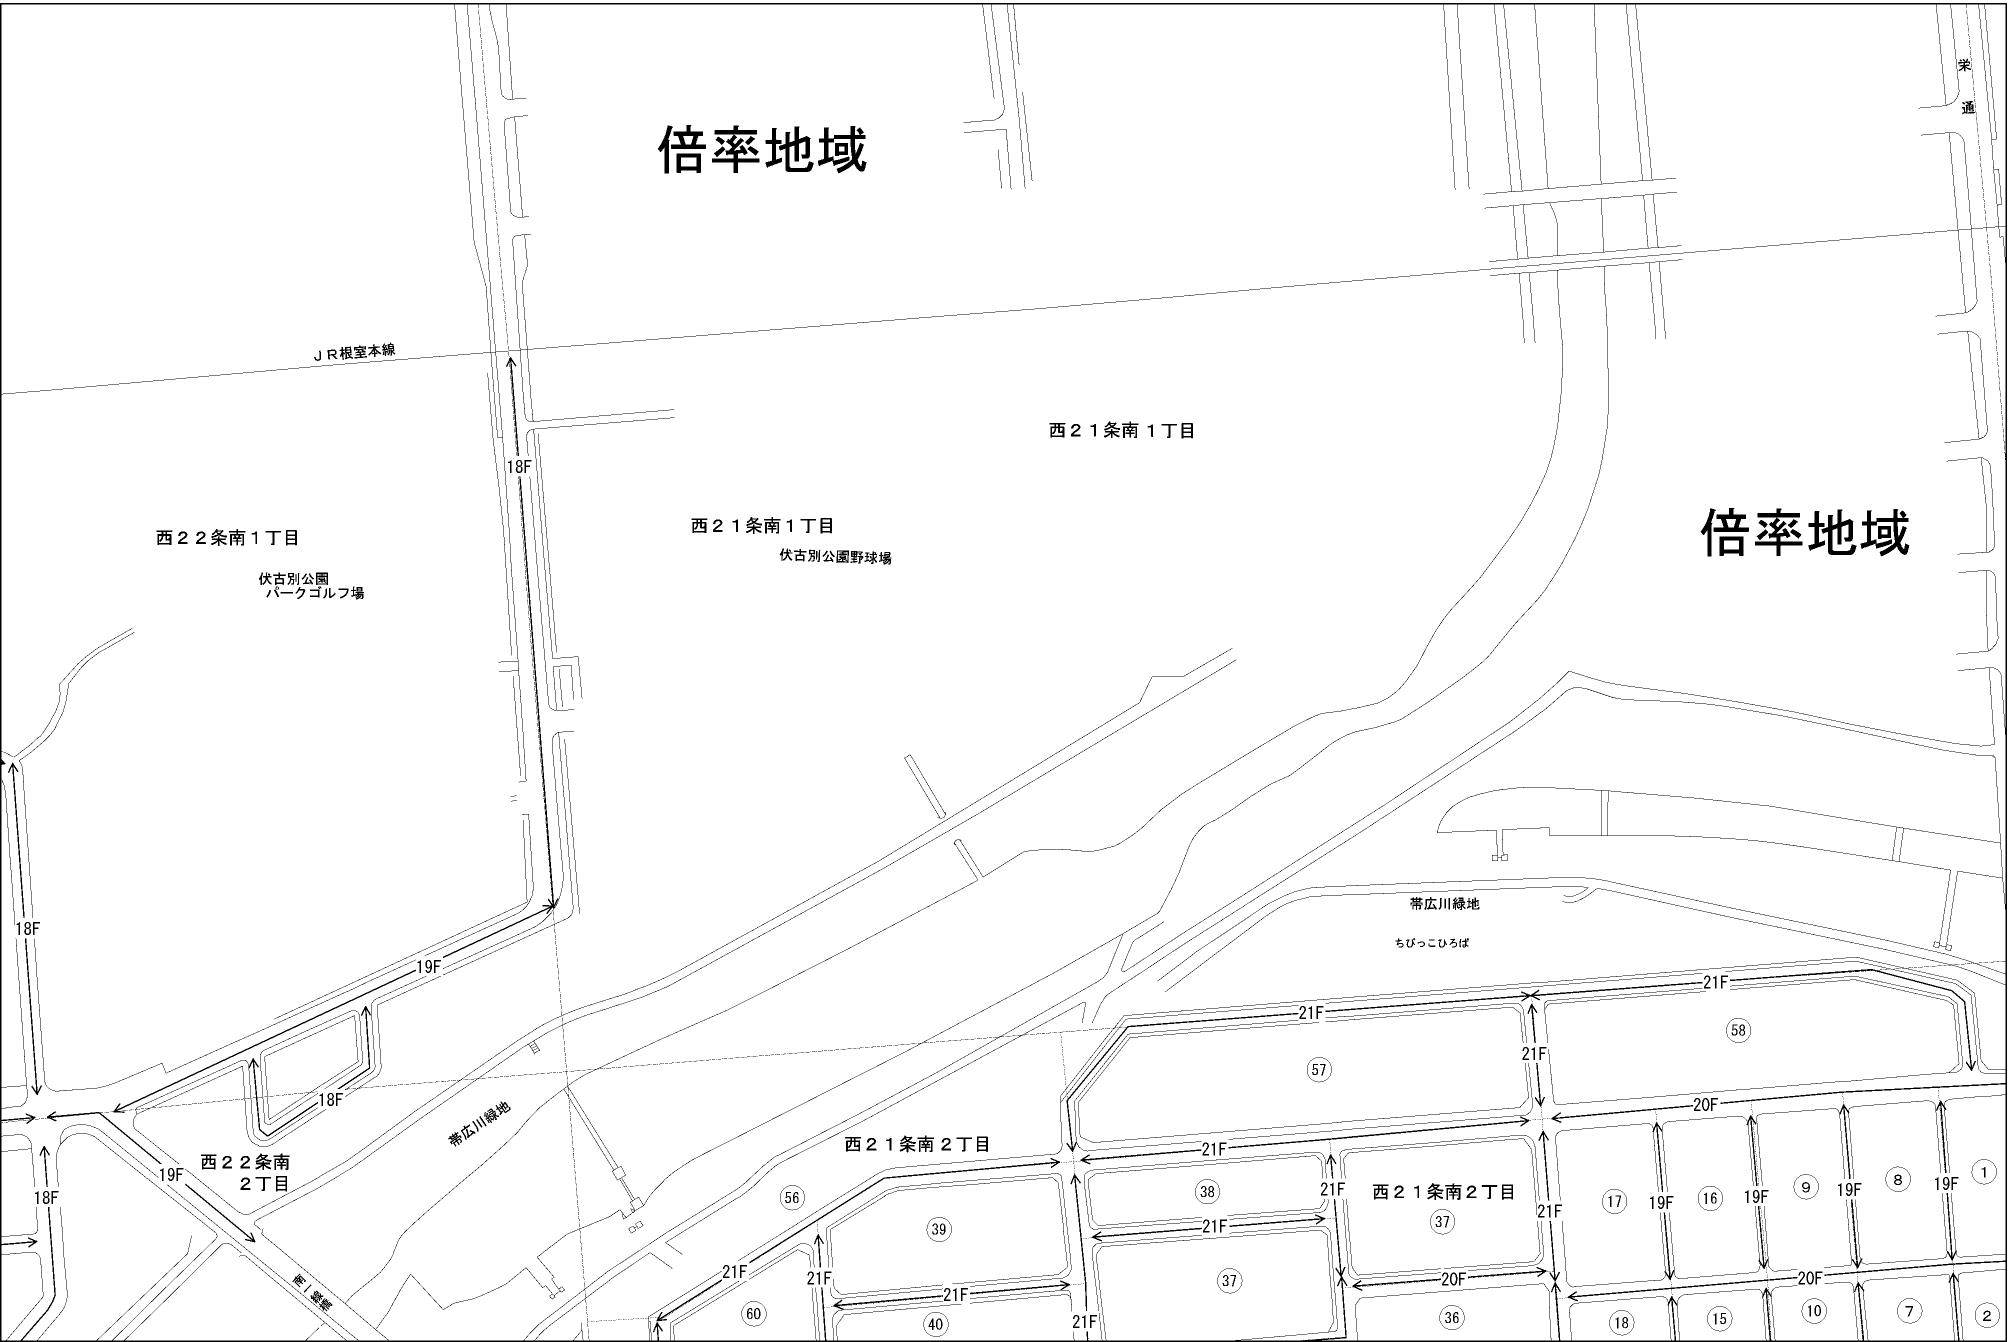 栄
通
倍率地域
ＪＲ根室本線
西２１条南１丁目
18F
西２１条南１丁目
伏古別公園野球場
西２２条南１丁目
伏古別公園
パークゴルフ場
倍率地域
帯広川緑地
ちびっこひろば
18F
19F
18F
21F
21F
58
57
21F
20F
帯広川緑地
西２１条南２丁目
21F
西２２条南
２丁目
19F
18F
56
38
21F
西２１条南２丁目
37
21F
17
19F
16
19F
9
19F
8
19F
1
39
21F
21F
21F
37
20F
20F
南一線橋
60
21F
40
21F
36
18
15
10
7
2